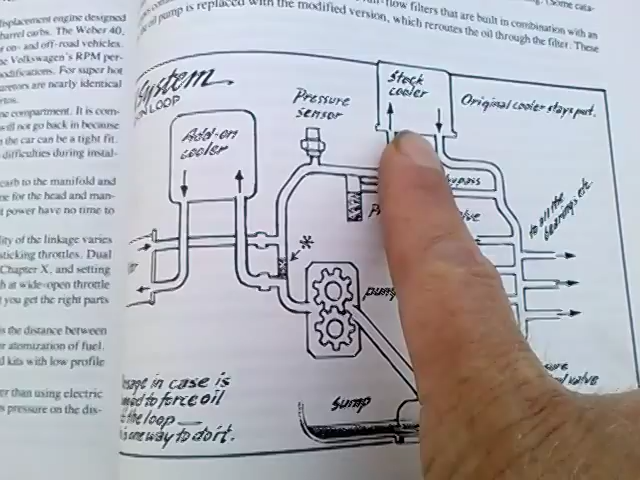 displacement engine designed
barrel carbs. The Weber 40,
on- and off-road vehicles.
Volkswagen's RPM per-
modifications. For super hot
are nearly identical
compartment. It is com-
will not go back in because
the car can be a tight fit.
difficulties during instal-
carb to the manifold and
for the head and man-
power have no time to
of the linkage varies
sticking throttles. Dual
Chapter X, and setting
at wide-open throttle
you get the right parts
is the distance between
atomization of fuel.
kits with low profile
than using electric
pressure on the dis-
(Some
flow filters that are built in combination with an
oil pump is replaced with the modified version, which reroutes the oil through the filter. These
System
LOOP
Add-on
cooler
Pressure
sensor
Stock
cooler
Original cooler stays put.
bypass
to all the
bearings etc.
*
pump
Sump
in case is
to force oil
the loop —
is one way to do it.